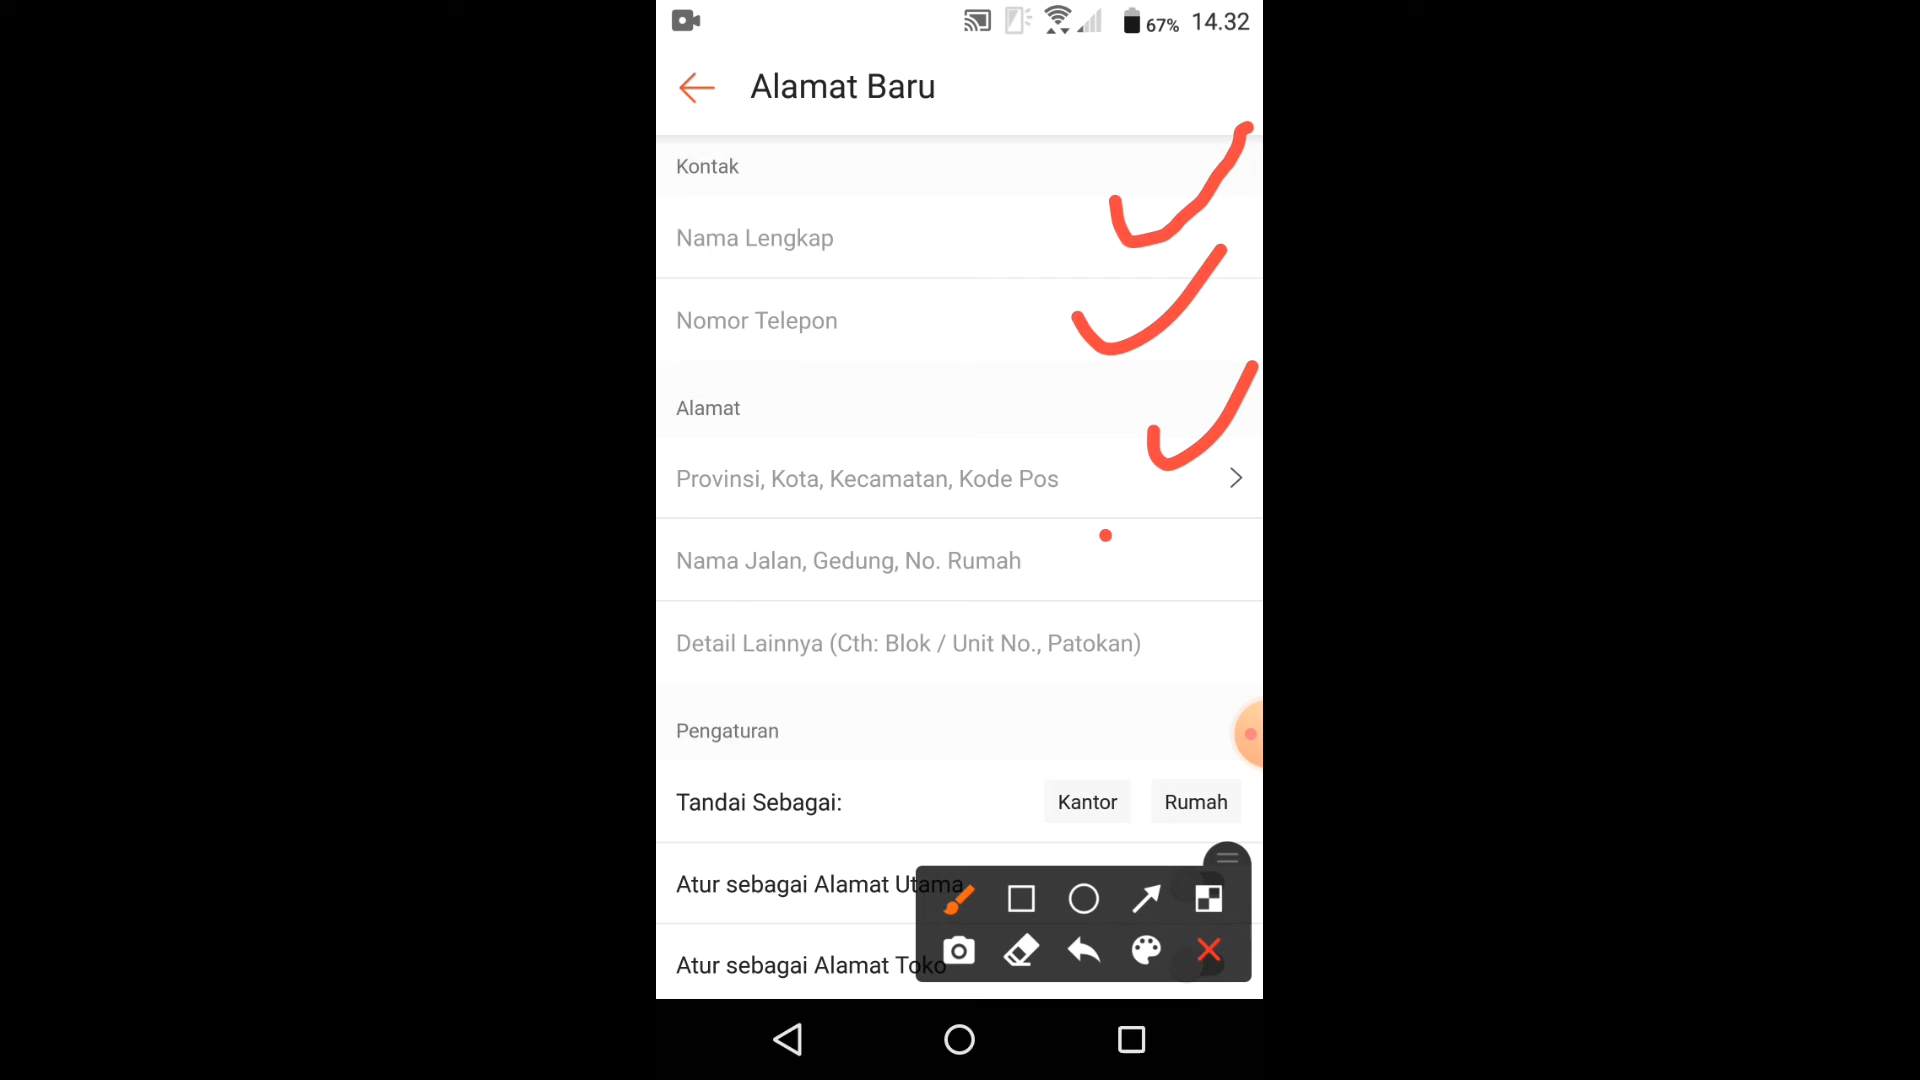 67% 14.32
Alamat Baru
Kontak
Nama Lengkap
Nomor Telepon
Alamat
Provinsi, Kota, Kecamatan, Kode Pos
Nama Jalan, Gedung, No. Rumah
Detail Lainnya (Cth: Blok / Unit No., Patokan)
Pengaturan
Tandai Sebagai: Kantor Rumah
Atur sebagai Alamat Utama
Atur sebagai Alamat Toko